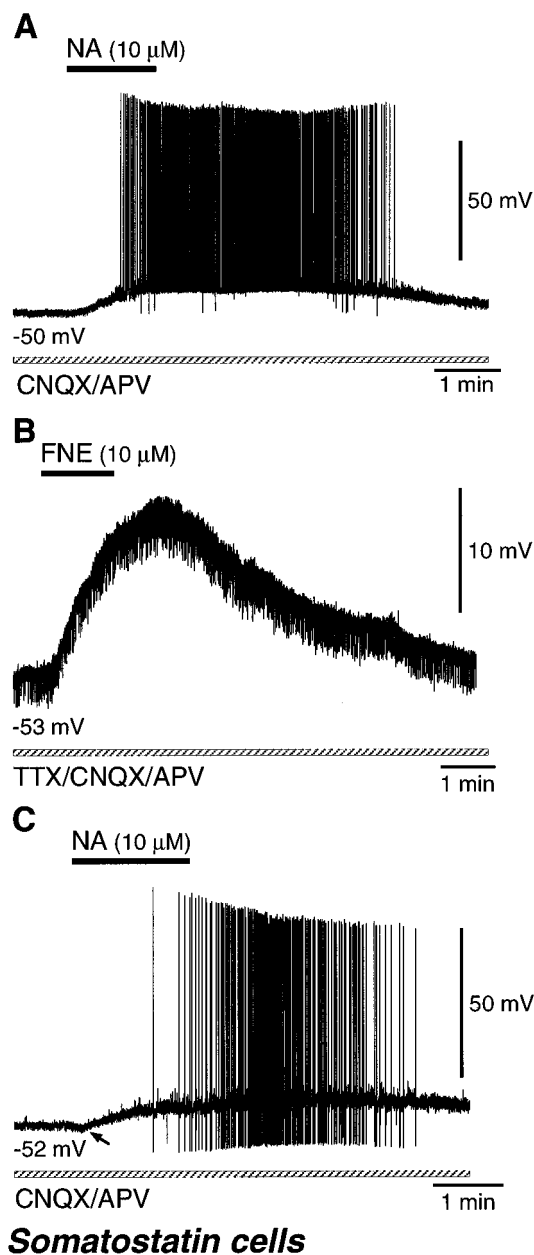 A
NA (10 µM)
50 mV
-50 mV
CNQX/APV
1 min
B
FNE (10 µM)
10 mV
-53 mV
TTX/CNQX/APV
1 min
C
NA (10 µM)
50 mV
-52 mV
CNQX/APV
1 min
Somatostatin cells